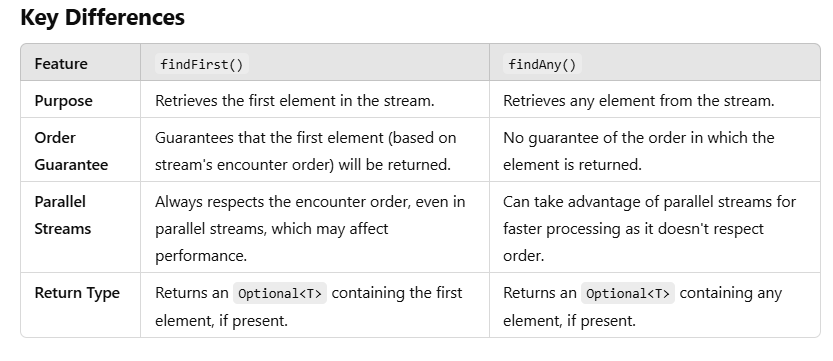 Key Differences
Feature findFirst() findAny()
Purpose Retrieves the first element in the stream. Retrieves any element from the stream.
Order Guarantees that the first element (based on No guarantee of the order in which the
Guarantee stream's encounter order) will be returned. element is returned.
Parallel Always respects the encounter order, even in Can take advantage of parallel streams for
Streams parallel streams, which may affect faster processing as it doesn't respect
performance. order.
Return Type Returns an Optional<T> containing the first Returns an Optional<T> containing any
element, if present. element, if present.